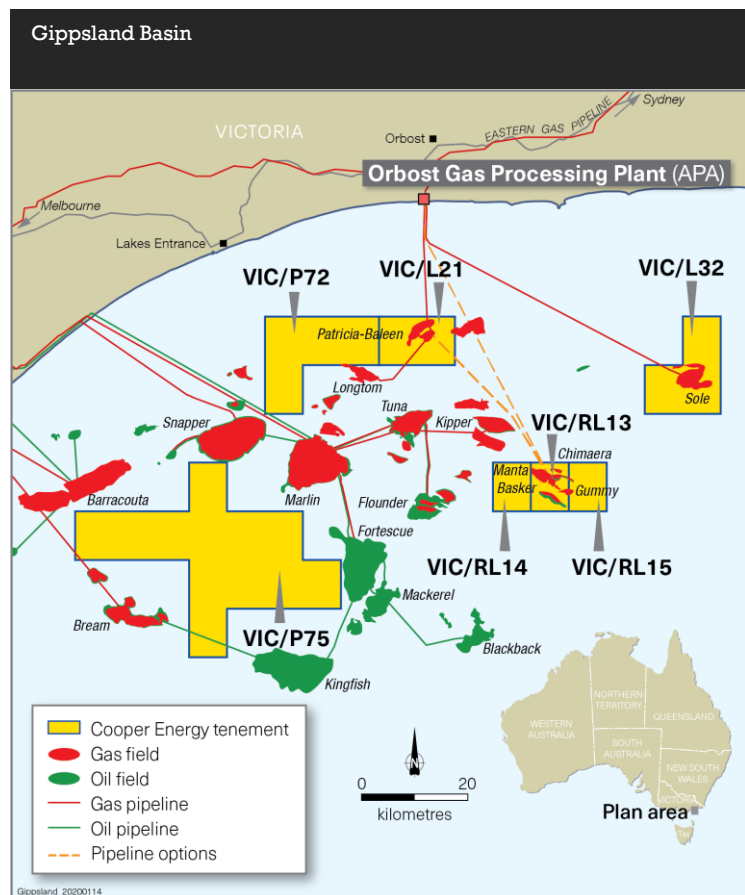 Gippsland Basin
Sydney
VICTORIA
Orbost
EASTERN GAS PIPELINE
Orbost Gas Processing Plant (APA)
Melbourne
Lakes Entrance
VIC/P72
VIC/L21
VIC/L32
Patricia-Baleen
Longtom
Sole
Tuna
Snapper
Kipper
VIC/RL13
Chimaera
Manta
Basker
Gummy
Marlin
Barracouta
Flounder
Fortescue
VIC/RL14
VIC/RL15
Mackerel
Bream
VIC/P75
Blackback
Kingfish
Cooper Energy tenement
Gas field
Oil field
Gas pipeline
Oil pipeline
Pipeline options
N
0 20
kilometres
WESTERN
AUSTRALIA
NORTHERN
TERRITORY
QUEENSLAND
SOUTH
AUSTRALIA
NEW SOUTH
WALES
VICTORIA
Plan area
Gippsland_20200114